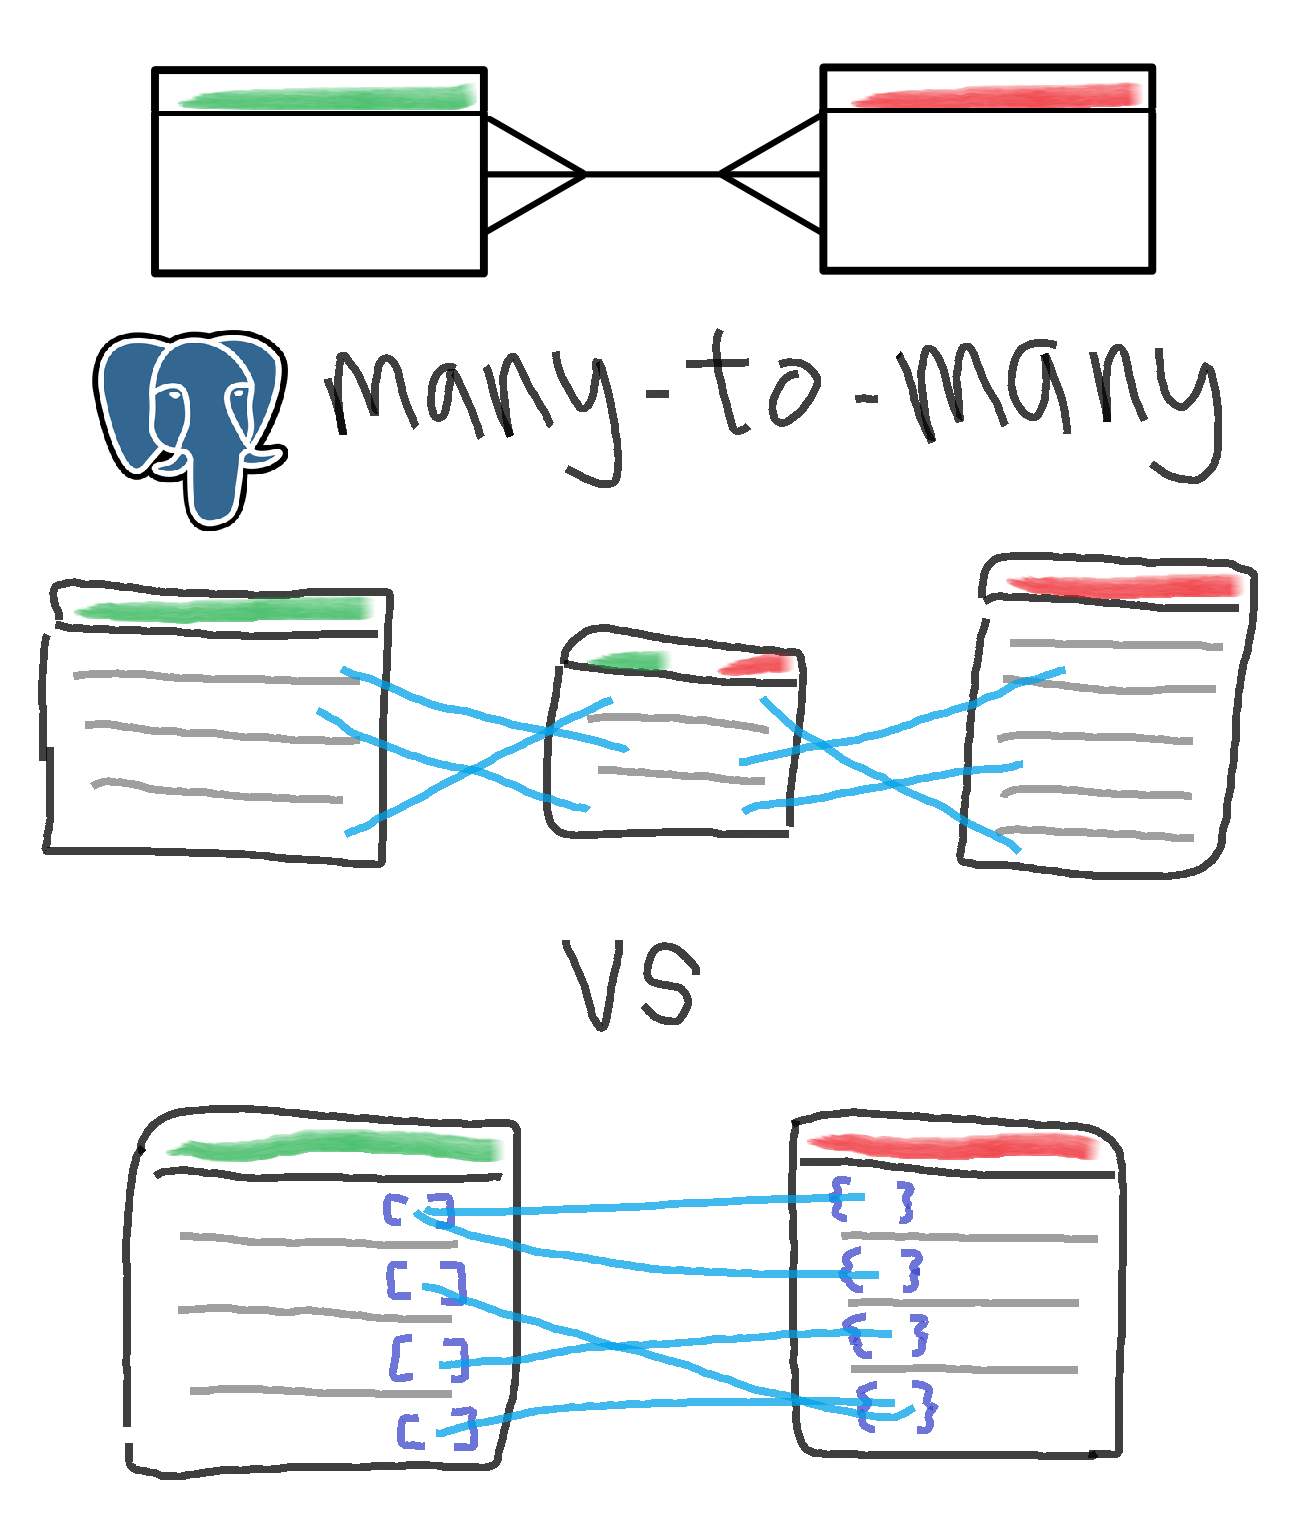 many-to-many
vs
[ ] { }
[ ] { }
[ ] { }
[ ] { }